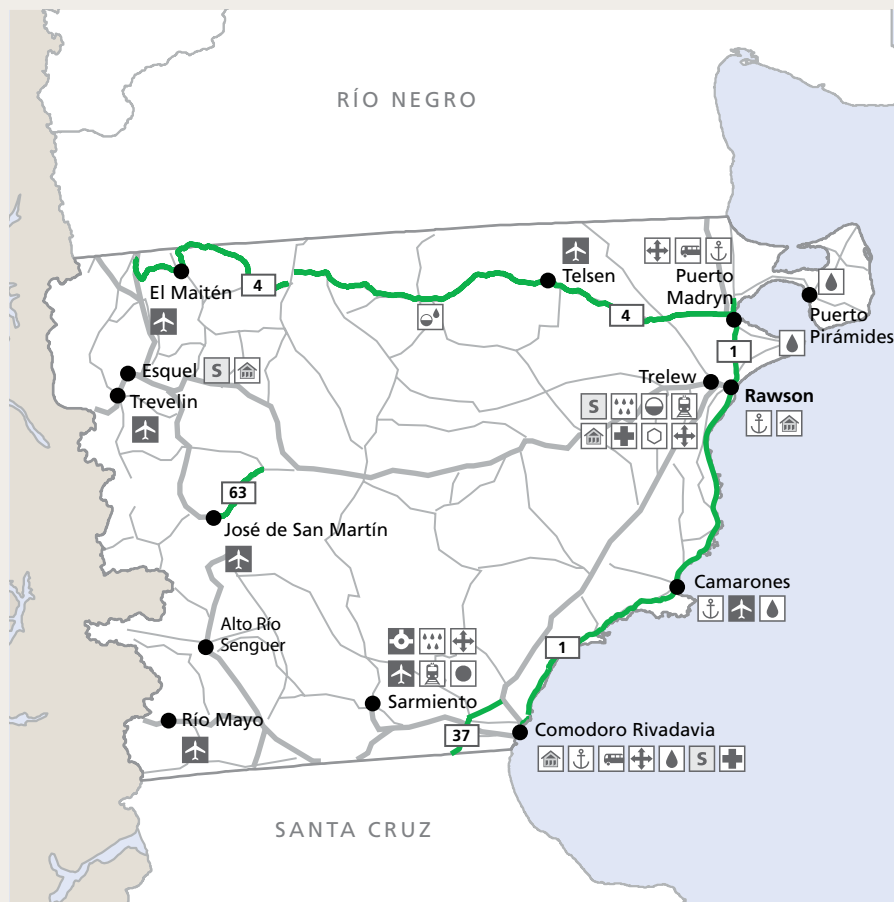 RÍO NEGRO
Telsen
Puerto
Madryn
El Maitén
4
4
Puerto
Pirámides
1
Esquel
S
Trevelin
Trelew
Rawson
S
63
José de San Martín
Camarones
Alto Río
Senguer
1
Sarmiento
Río Mayo
37
Comodoro Rivadavia
S
SANTA CRUZ